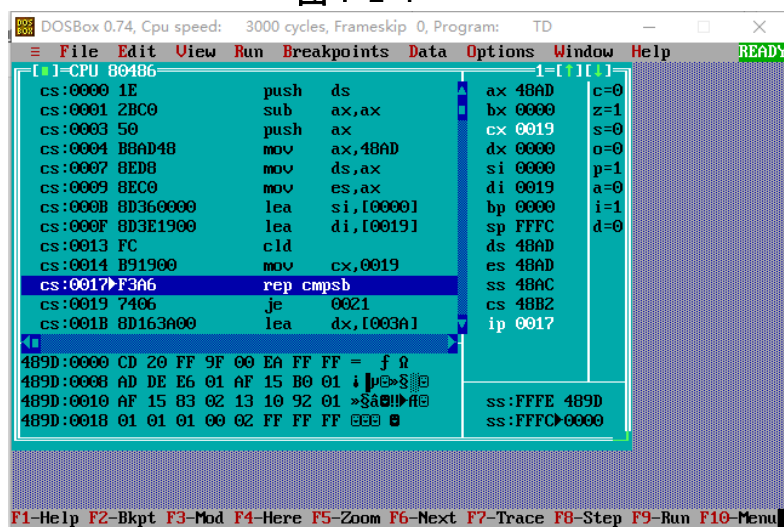 DOSBox 0.74, Cpu speed: 3000 cycles, Frameskip 0, Program: TD
≡ File Edit View Run Breakpoints Data Options Window Help READY
[■]=CPU 80486 1=[↑][↓]
cs:0000 1E push ds ax 48AD c=0
cs:0001 2BC0 sub ax,ax bx 0000 z=1
cs:0003 50 push ax cx 0019 s=0
cs:0004 B8AD48 mov ax,48AD dx 0000 o=0
cs:0007 8ED8 mov ds,ax si 0000 p=1
cs:0009 8EC0 mov es,ax di 0019 a=0
cs:000B 8D360000 lea si,[0000] bp 0000 i=1
cs:000F 8D3E1900 lea di,[0019] sp FFFC d=0
cs:0013 FC cld ds 48AD
cs:0014 B91900 mov cx,0019 es 48AD
cs:0017►F3A6 rep cmpsb ss 48AC
cs:0019 7406 je 0021 cs 48B2
cs:001B 8D163A00 lea dx,[003A] ip 0017
489D:0000 CD 20 FF 9F 00 EA FF FF = ƒ Ω
489D:0008 AD DE E6 01 AF 15 B0 01
489D:0010 AF 15 83 02 13 10 92 01
489D:0018 01 01 01 00 02 FF FF FF
ss:FFFE 489D
ss:FFFC►0000
F1-Help F2-Bkpt F3-Mod F4-Here F5-Zoom F6-Next F7-Trace F8-Step F9-Run F10-Menu